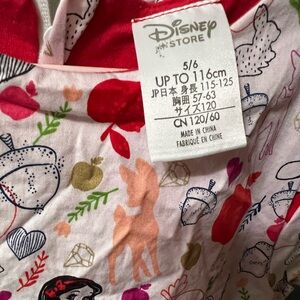 Disney
STORE
5/6
UP TO 116cm
JP日本 身長 115-125
胸囲 57-63
サイズ120
CN 120/60
MADE IN CHINA
FABRIQUÉ EN CHINE